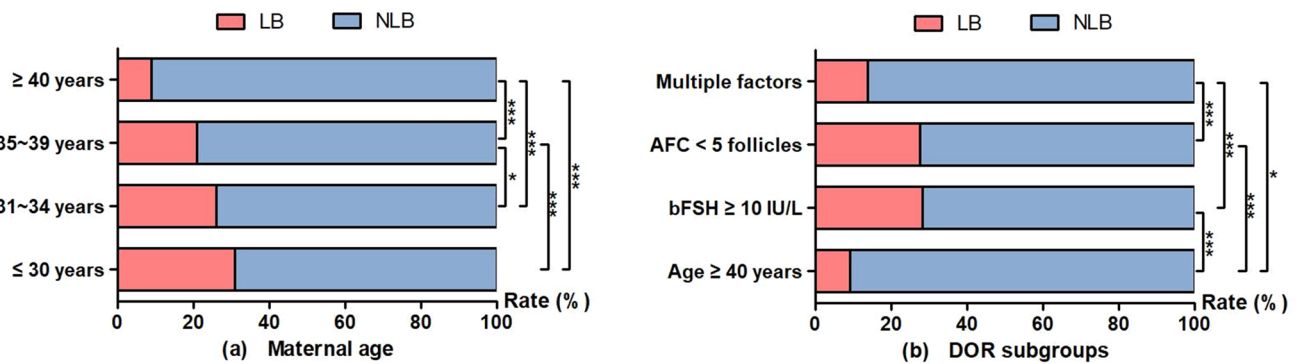 LB NLB
≥ 40 years
35~39 years
31~34 years
≤ 30 years
***
***
***
*
***
***
Rate (%)
0 20 40 60 80 100
(a) Maternal age
LB NLB
Multiple factors
AFC < 5 follicles
bFSH ≥ 10 IU/L
Age ≥ 40 years
***
***
*
***
***
Rate (%)
0 20 40 60 80 100
(b) DOR subgroups